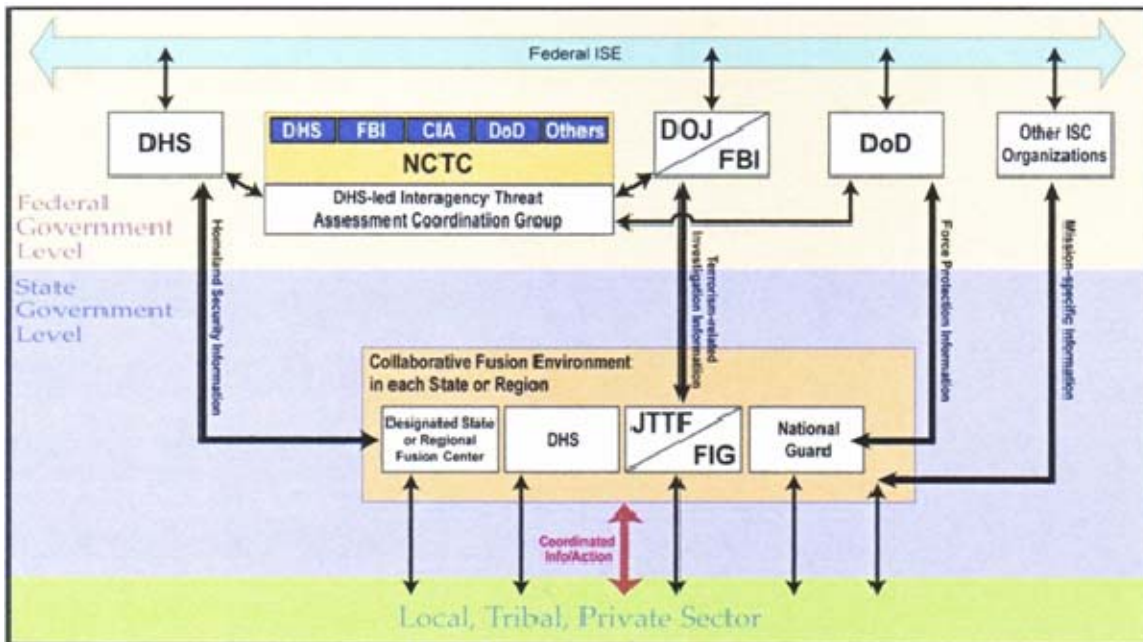 Federal ISE
DHS
DHS FBI CIA DoD Others
NCTC
DHS-led Interagency Threat
Assessment Coordination Group
DOJ
FBI
DoD
Other ISC
Organizations
Federal
Government
Level
State
Government
Level
Homeland Security Information
Terrorism-related
Investigation Information
Force Protection Information
Mission-specific Information
Collaborative Fusion Environment
in each State or Region
Designated State
or Regional
Fusion Center
DHS
JTTF
FIG
National
Guard
Coordinated
Info/Action
Local, Tribal, Private Sector